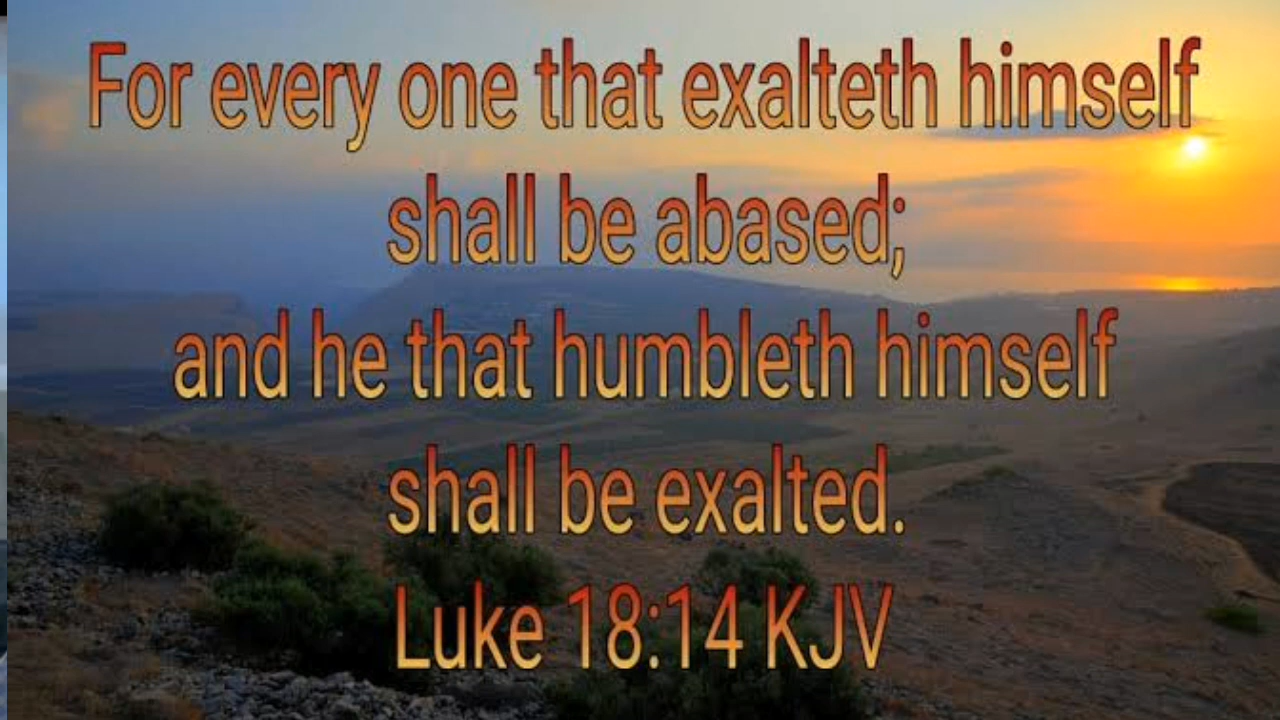 For every one that exalteth himself
shall be abased;
and he that humbleth himself
shall be exalted.
Luke 18:14 KJV